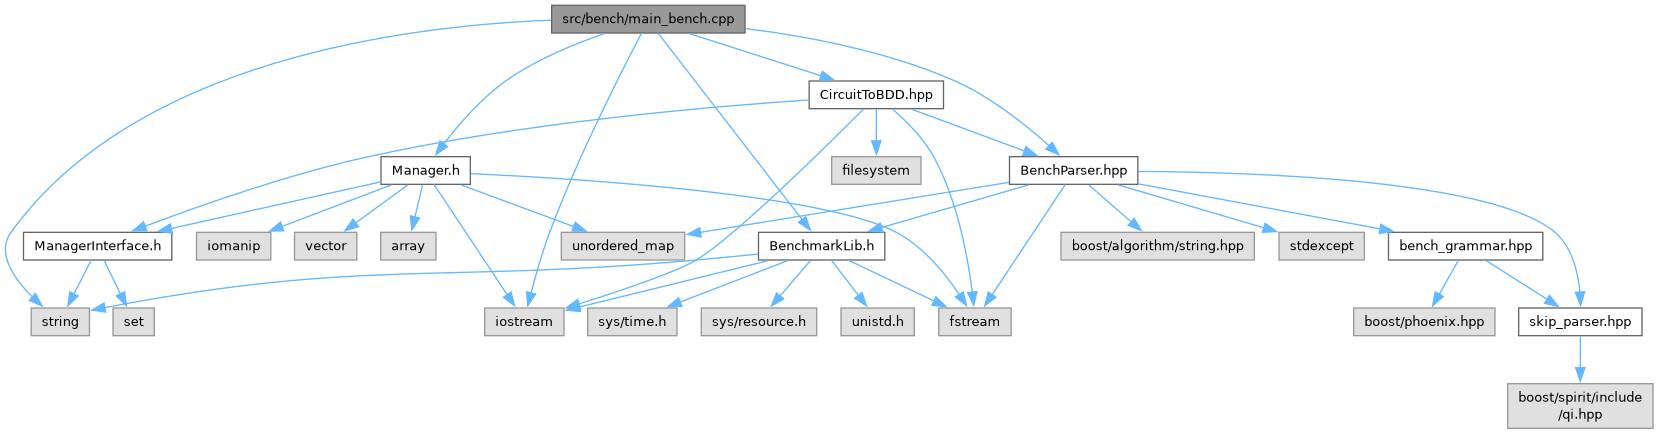 src/bench/main_bench.cpp
CircuitToBDD.hpp
Manager.h
filesystem
BenchParser.hpp
ManagerInterface.h
iomanip
vector
array
unordered_map
BenchmarkLib.h
boost/algorithm/string.hpp
stdexcept
bench_grammar.hpp
string
set
iostream
sys/time.h
sys/resource.h
unistd.h
fstream
boost/phoenix.hpp
skip_parser.hpp
boost/spirit/include
/qi.hpp